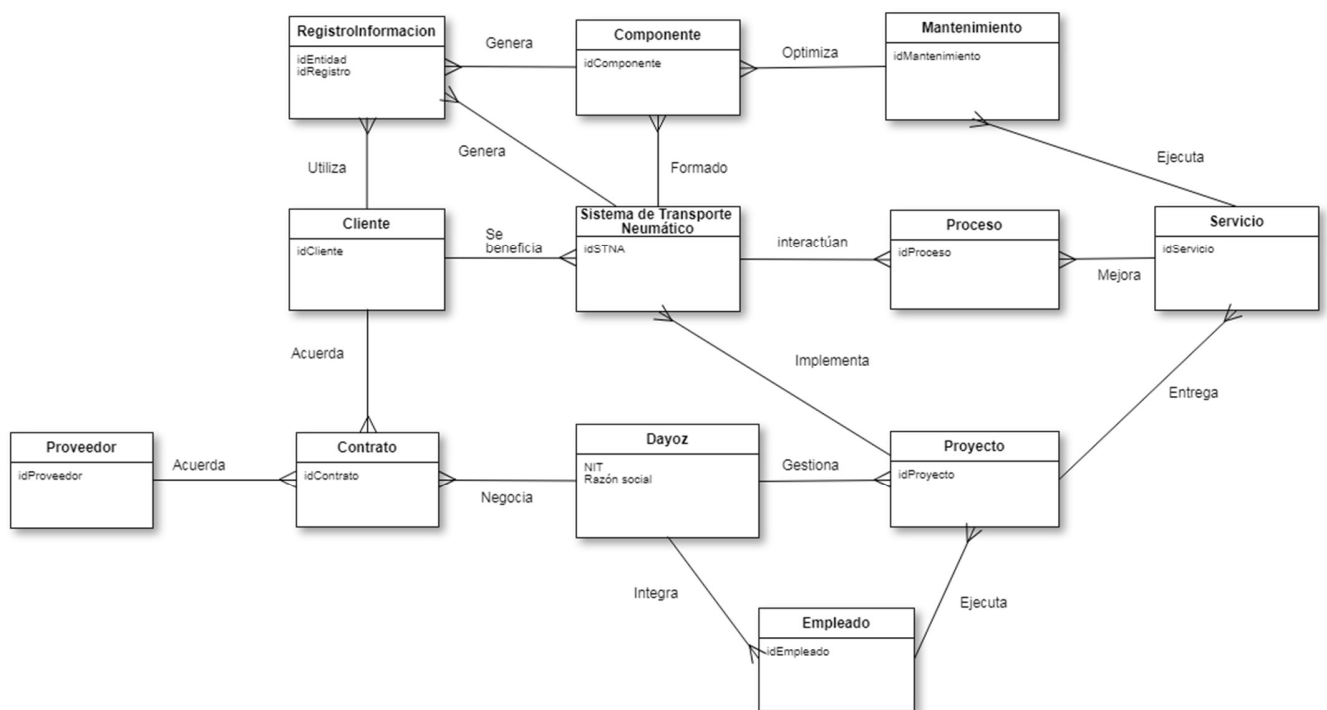 RegistroInformacion
idEntidad
idRegistro
Genera
Componente
idComponente
Optimiza
Mantenimiento
idMantenimiento
Utiliza
Genera
Formado
Ejecuta
Cliente
idCliente
Se
beneficia
Sistema de Transporte
Neumático
idSTNA
interactúan
Proceso
idProceso
Mejora
Servicio
idServicio
Acuerda
Implementa
Entrega
Proveedor
idProveedor
Acuerda
Contrato
idContrato
Negocia
Dayoz
NIT
Razón social
Gestiona
Proyecto
idProyecto
Integra
Ejecuta
Empleado
idEmpleado